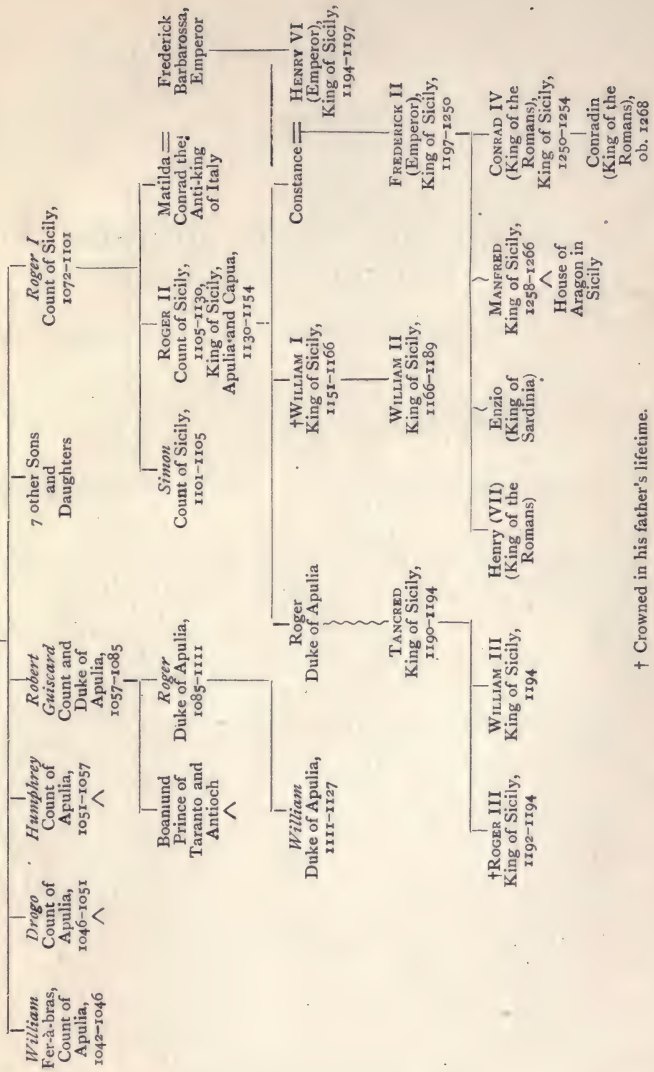 William
Fer-à-bras,
Count of
Apulia,
1042–1046
Drogo
Count of
Apulia,
1046–1051
Humphrey
Count of
Apulia,
1051–1057
Robert
Guiscard
Count and
Duke of
Apulia,
1057–1085
7 other Sons
and
Daughters
Roger I
Count of Sicily,
1072–1101
Boamund
Prince of
Taranto and
Antioch
Roger
Duke of Apulia,
1085–1111
Simon
Count of Sicily,
1101–1105
ROGER II
Count of Sicily,
1105–1130,
King of Sicily,
Apulia and Capua,
1130–1154
Matilda =
Conrad the
Anti-king
of Italy
Frederick
Barbarossa,
Emperor
William
Duke of Apulia,
1111–1127
Roger
Duke of Apulia
†WILLIAM I
King of Sicily,
1151–1166
Constance =
HENRY VI
(Emperor),
King of Sicily,
1194–1197
TANCRED
King of Sicily,
1190–1194
WILLIAM II
King of Sicily,
1166–1189
FREDERICK II
(Emperor),
King of Sicily,
1197–1250
†ROGER III
King of Sicily,
1192–1194
WILLIAM III
King of Sicily,
1194
Henry (VII)
(King of the
Romans)
Enzio
(King of
Sardinia)
MANFRED
King of Sicily,
1258–1266
House of
Aragon in
Sicily
CONRAD IV
(King of the
Romans),
King of Sicily,
1250–1254
Conradin
(King of the
Romans),
ob. 1268
† Crowned in his father's lifetime.